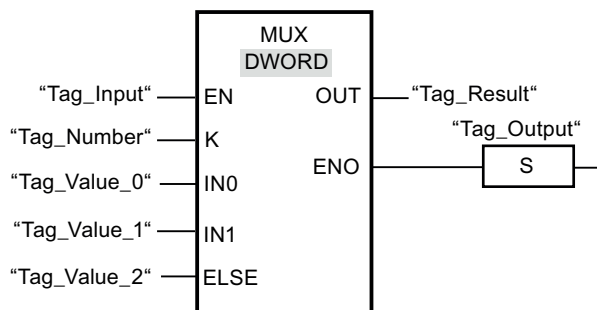 MUX
DWORD
“Tag_Input“ EN OUT “Tag_Result“
“Tag_Number“ K “Tag_Output“
ENO S
“Tag_Value_0“ IN0
“Tag_Value_1“ IN1
“Tag_Value_2“ ELSE